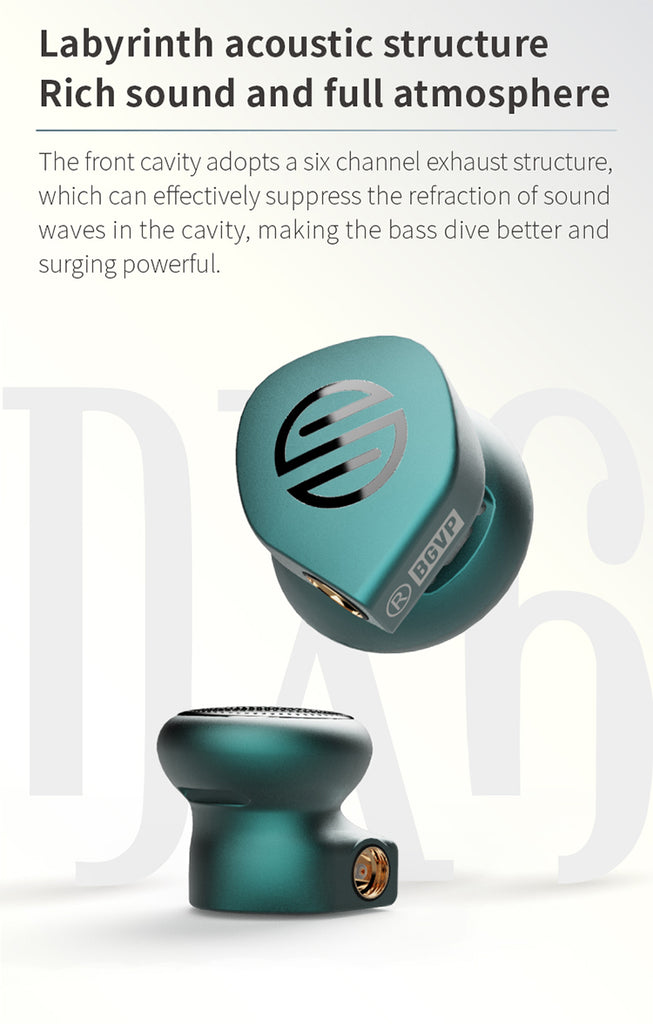 Labyrinth acoustic structure
Rich sound and full atmosphere
The front cavity adopts a six channel exhaust structure,
which can effectively suppress the refraction of sound
waves in the cavity, making the bass dive better and
surging powerful.
DX6
® BGVP